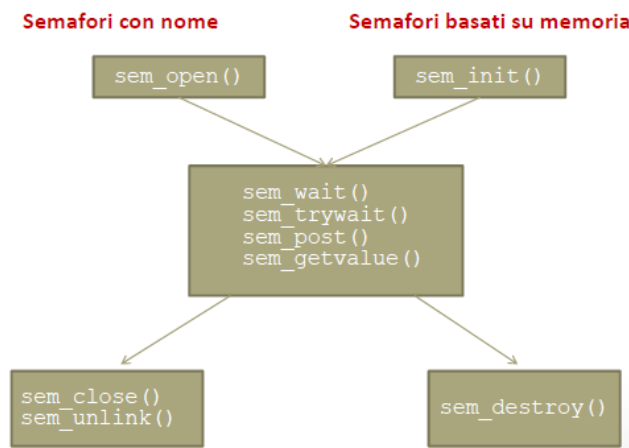 Semafori con nome
Semafori basati su memoria
sem_open()
sem_init()
sem_wait()
sem_trywait()
sem_post()
sem_getvalue()
sem_close()
sem_unlink()
sem_destroy()